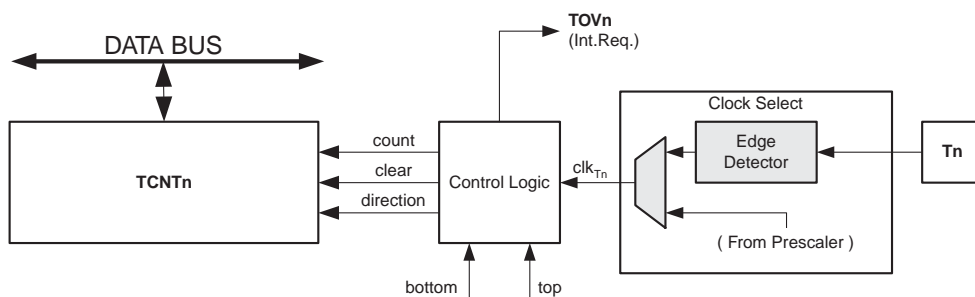 TOVn
(Int.Req.)
DATA BUS
Clock Select
count
Edge
Detector
Tn
TCNTn
clear
Control Logic
clkTn
direction
( From Prescaler )
bottom
top